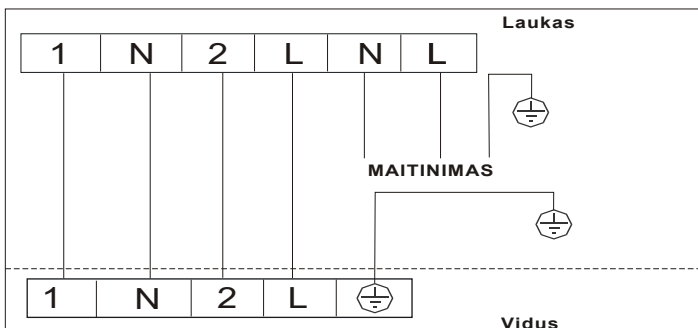 Laukas
1 N 2 L N L
MAITINIMAS
1 N 2 L
Vidus